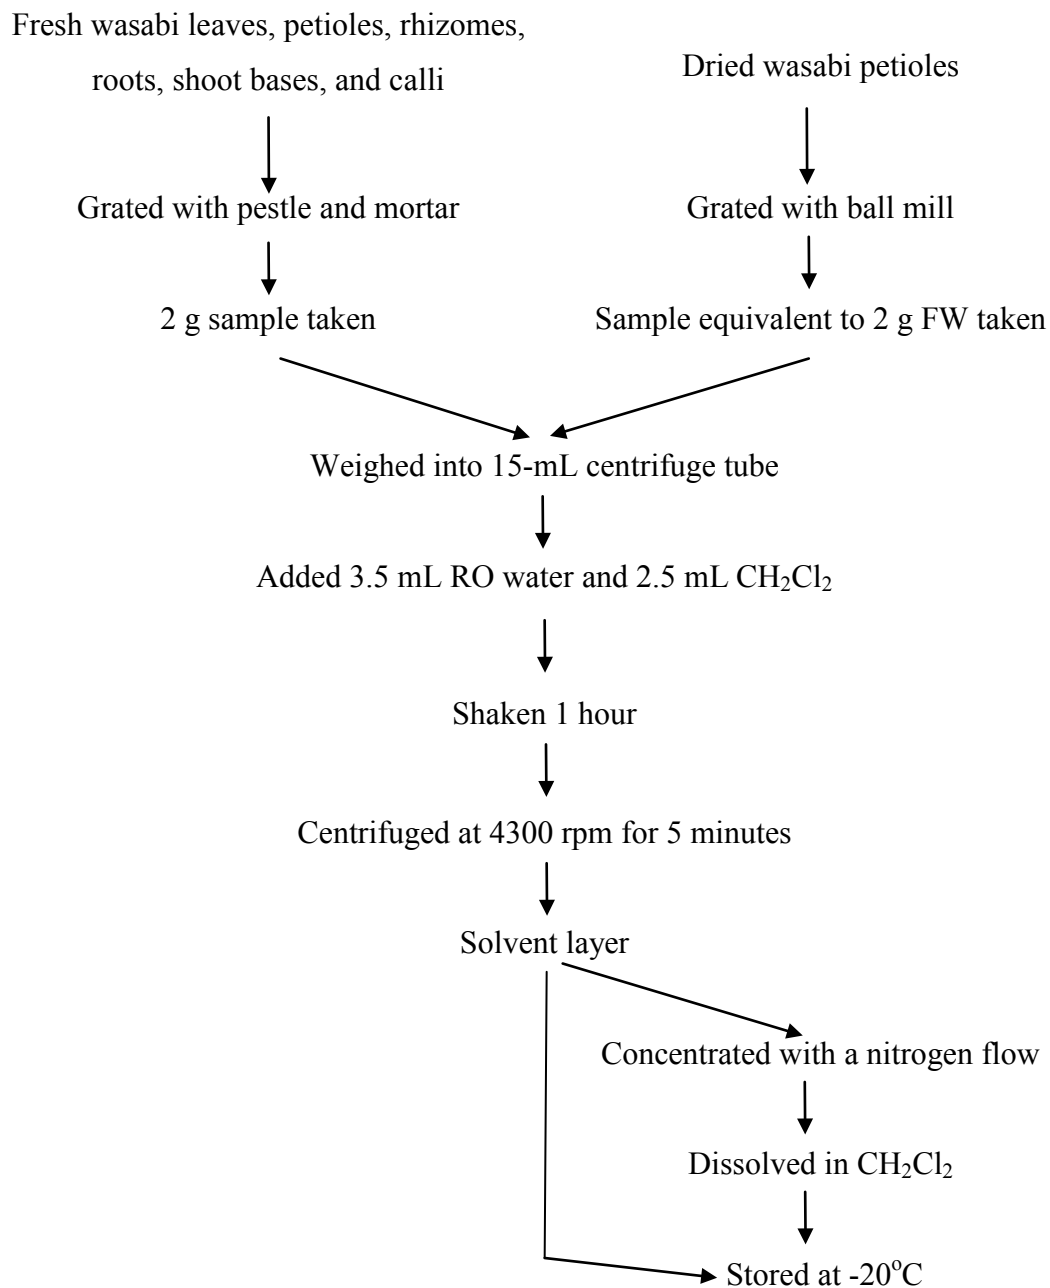 Fresh wasabi leaves, petioles, rhizomes,
roots, shoot bases, and calli
Dried wasabi petioles
Grated with pestle and mortar
Grated with ball mill
2 g sample taken
Sample equivalent to 2 g FW taken
Weighed into 15-mL centrifuge tube
Added 3.5 mL RO water and 2.5 mL CH₂Cl₂
Shaken 1 hour
Centrifuged at 4300 rpm for 5 minutes
Solvent layer
Concentrated with a nitrogen flow
Dissolved in CH₂Cl₂
Stored at -20°C